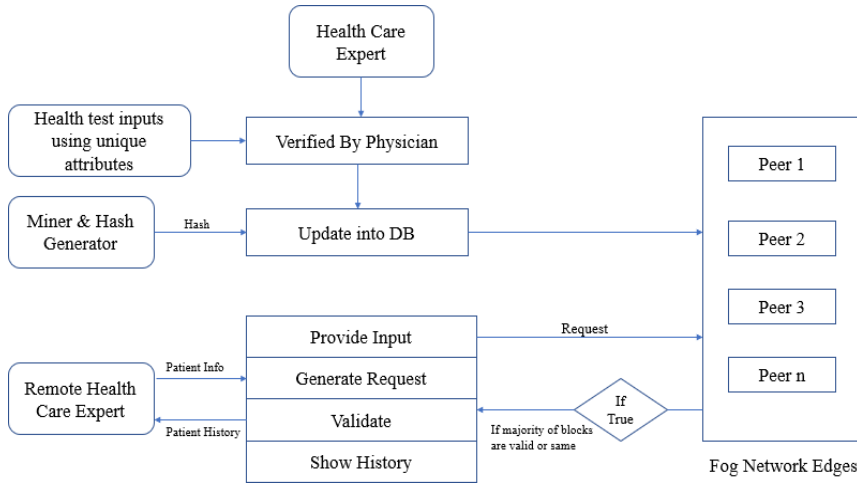 Health Care
Expert
Health test inputs
using unique
attributes
Verified By Physician
Peer 1
Miner & Hash
Generator
Hash
Update into DB
Peer 2
Peer 3
Provide Input
Request
Remote Health
Care Expert
Patient Info
Patient History
Generate Request
Validate
Show History
If
True
If majority of blocks
are valid or same
Peer n
Fog Network Edges